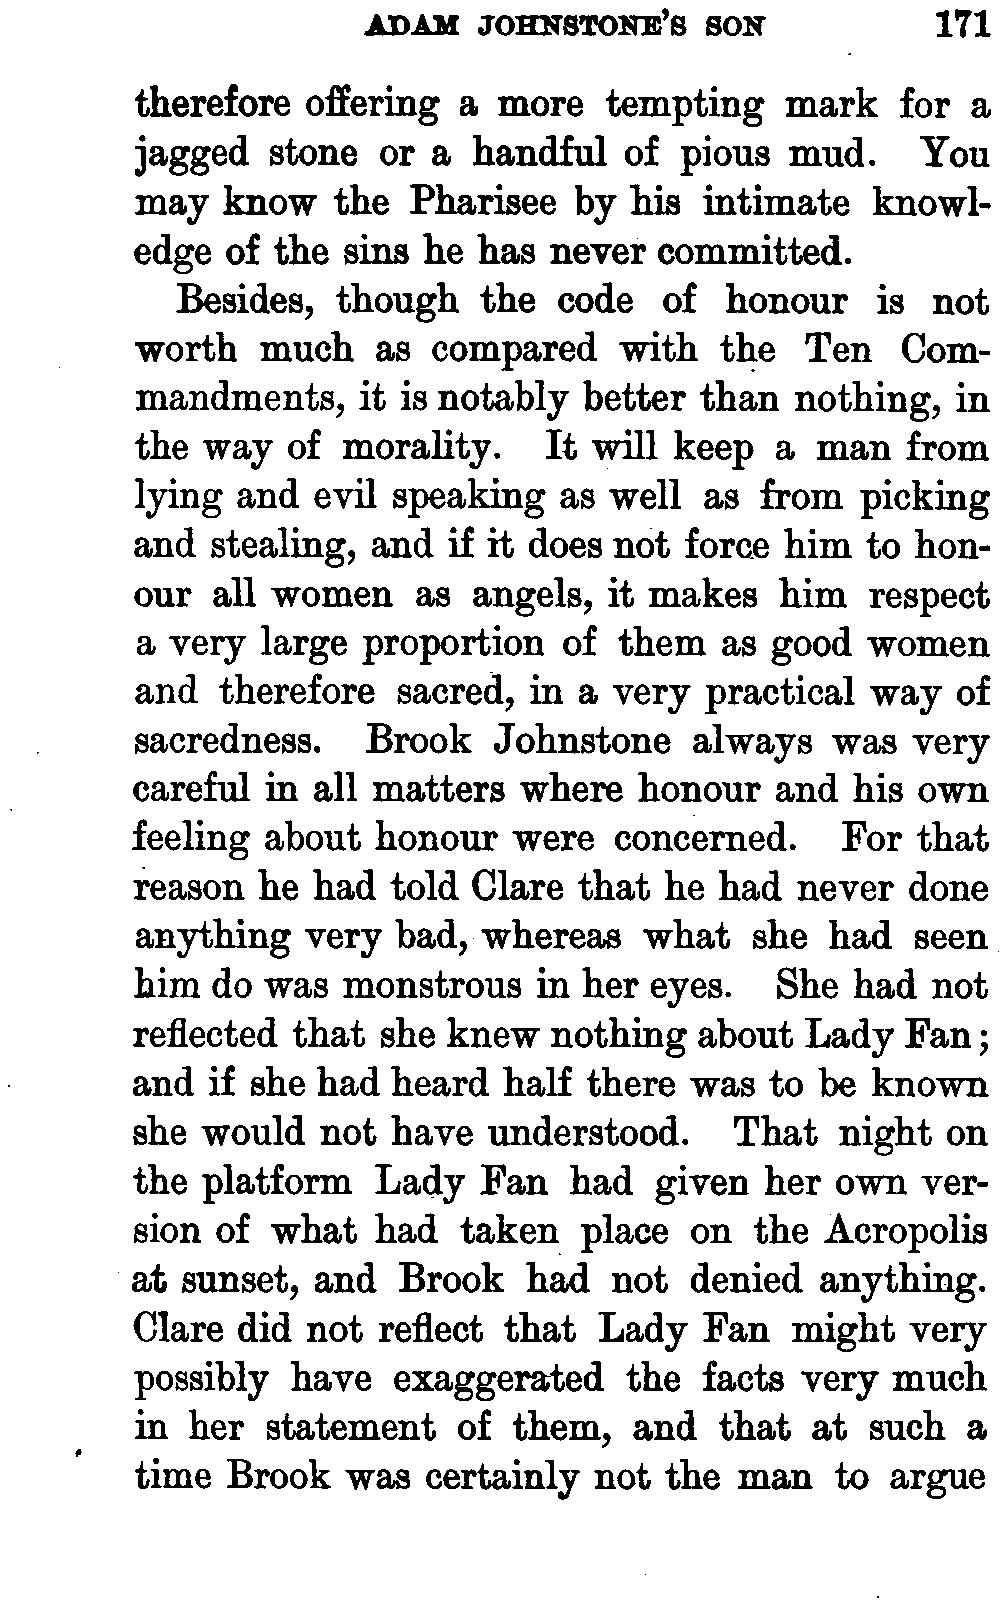 ADAM JOHNSTONE'S SON 171
therefore offering a more tempting mark for a
jagged stone or a handful of pious mud. You
may know the Pharisee by his intimate knowl-
edge of the sins he has never committed.
Besides, though the code of honour is not
worth much as compared with the Ten Com-
mandments, it is notably better than nothing, in
the way of morality. It will keep a man from
lying and evil speaking as well as from picking
and stealing, and if it does not force him to hon-
our all women as angels, it makes him respect
a very large proportion of them as good women
and therefore sacred, in a very practical way of
sacredness. Brook Johnstone always was very
careful in all matters where honour and his own
feeling about honour were concerned. For that
reason he had told Clare that he had never done
anything very bad, whereas what she had seen
him do was monstrous in her eyes. She had not
reflected that she knew nothing about Lady Fan;
and if she had heard half there was to be known
she would not have understood. That night on
the platform Lady Fan had given her own ver-
sion of what had taken place on the Acropolis
at sunset, and Brook had not denied anything.
Clare did not reflect that Lady Fan might very
possibly have exaggerated the facts very much
in her statement of them, and that at such a
time Brook was certainly not the man to argue